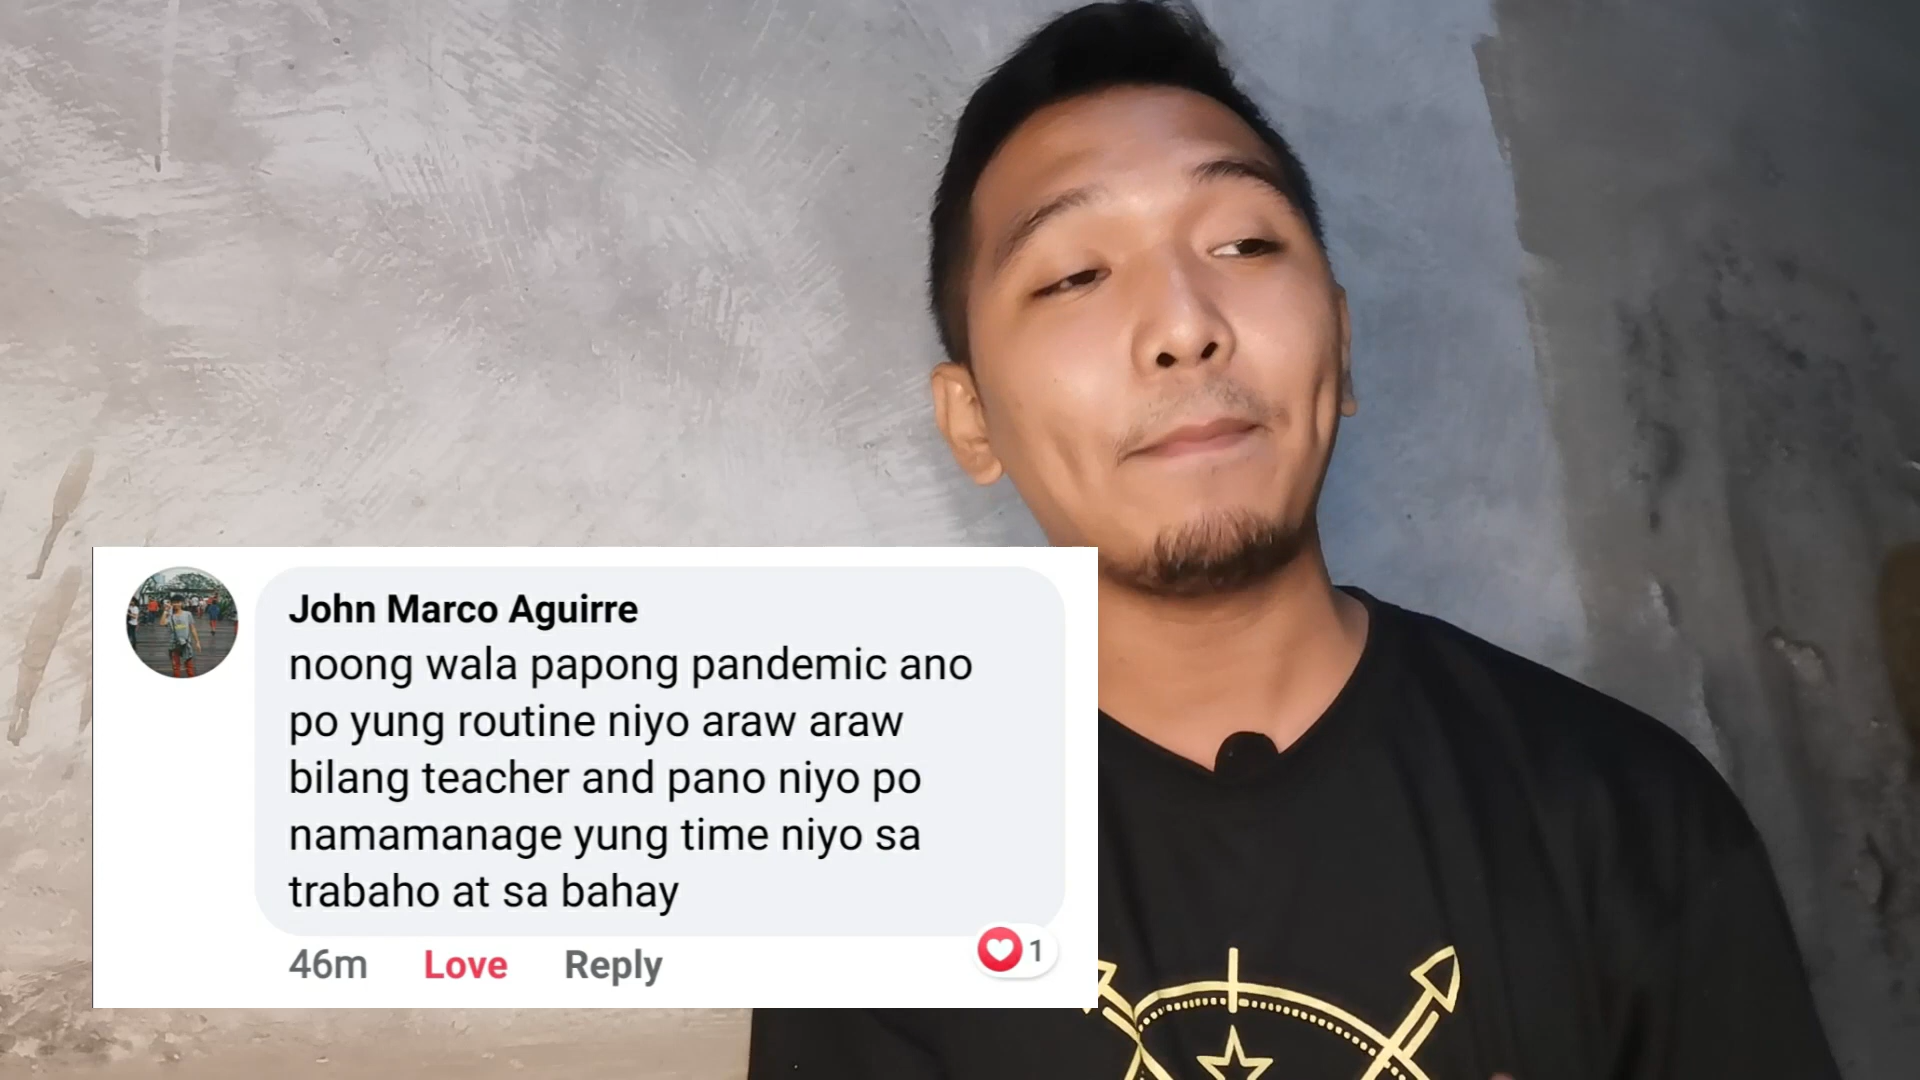 John Marco Aguirre
noong wala papong pandemic ano
po yung routine niyo araw araw
bilang teacher and pano niyo po
namamanage yung time niyo sa
trabaho at sa bahay
46m Love Reply 1